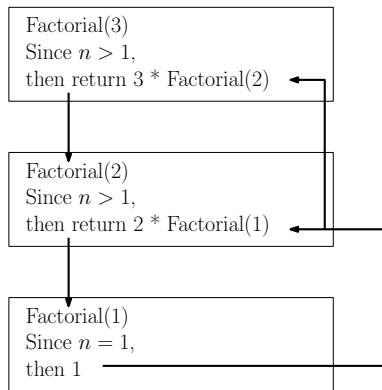 Factorial(3)
Since n > 1,
then return 3 * Factorial(2)
Factorial(2)
Since n > 1,
then return 2 * Factorial(1)
Factorial(1)
Since n = 1,
then 1